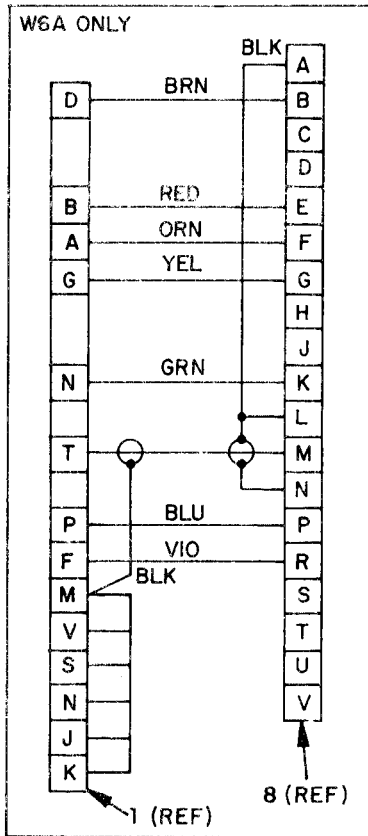 W6A ONLY
BLK
A
D BRN B
C
D
B RED E
A ORN F
G YEL G
H
J
N GRN K
L
T M
N
P BLU P
F VIO R
BLK
M S
V T
S U
N V
J
K
1 (REF)
8 (REF)